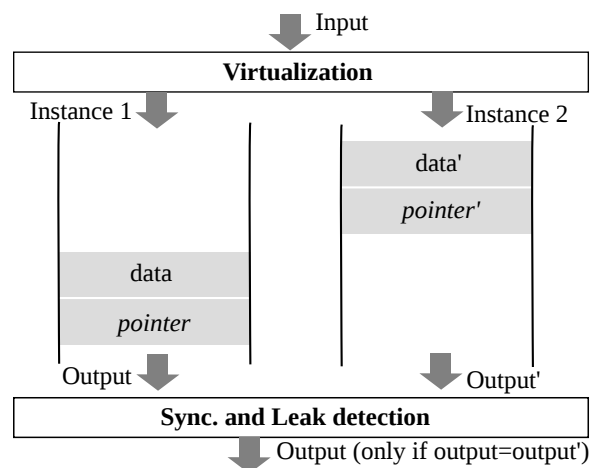 Input
Virtualization
Instance 1
Instance 2
data'
pointer'
data
pointer
Output
Output'
Sync. and Leak detection
Output (only if output=output')